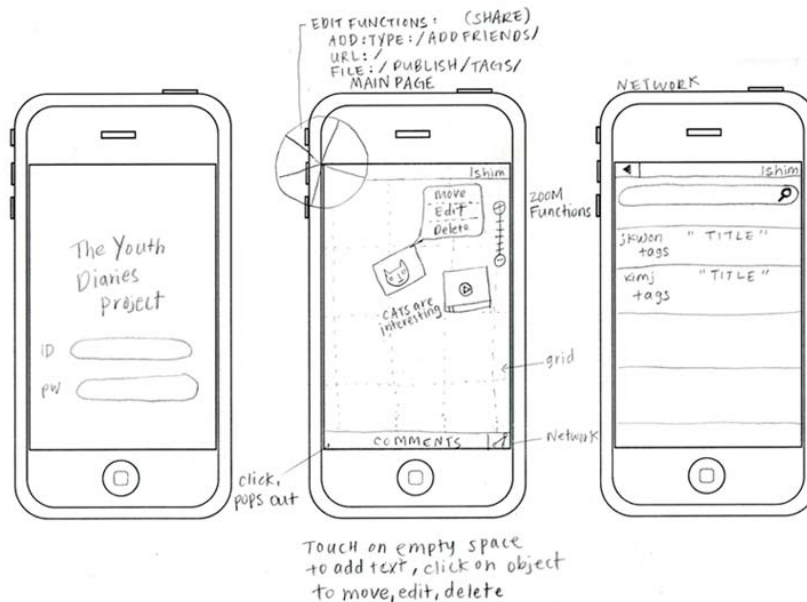 EDIT FUNCTIONS: (SHARE)
ADD:TYPE:/ADD FRIENDS/
URL:/
FILE:/PUBLISH/TAGS/
MAIN PAGE
The Youth
Diaries
Project
ID
PW
Ishim
Move
Edit
Delete
CATS are
interesting
COMMENTS
ZOOM
Functions
grid
Network
click,
pops out
TOUCH on empty space
to add text, click on object
to move, edit, delete
NETWORK
Ishim
jkwon "TITLE"
tags
kimj "TITLE"
tags